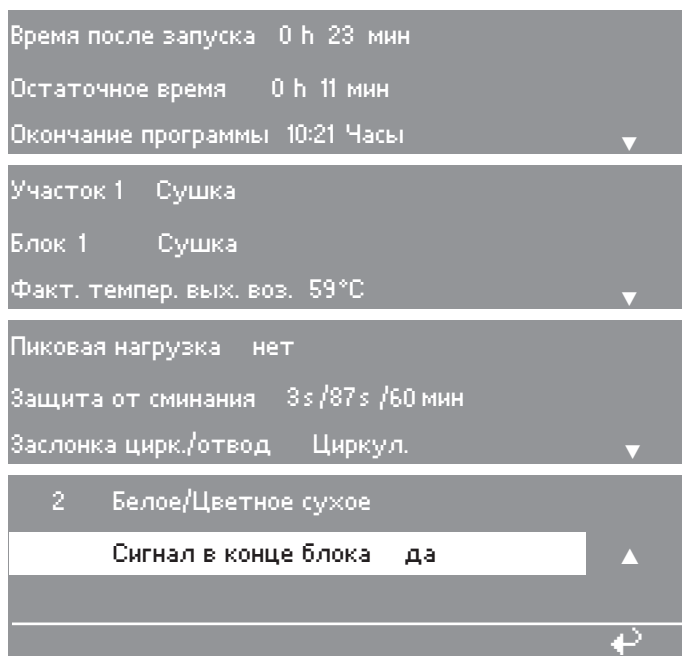 Время после запуска 0 h 23 мин
Остаточное время 0 h 11 мин
Окончание программы 10:21 Часы
Участок 1 Сушка
Блок 1 Сушка
Факт. темпер. вых. воз. 59°C
Пиковая нагрузка нет
Защита от сминания 3s/87s/60 мин
Заслонка цирк./отвод Циркул.
2 Белое/Цветное сухое
Сигнал в конце блока да